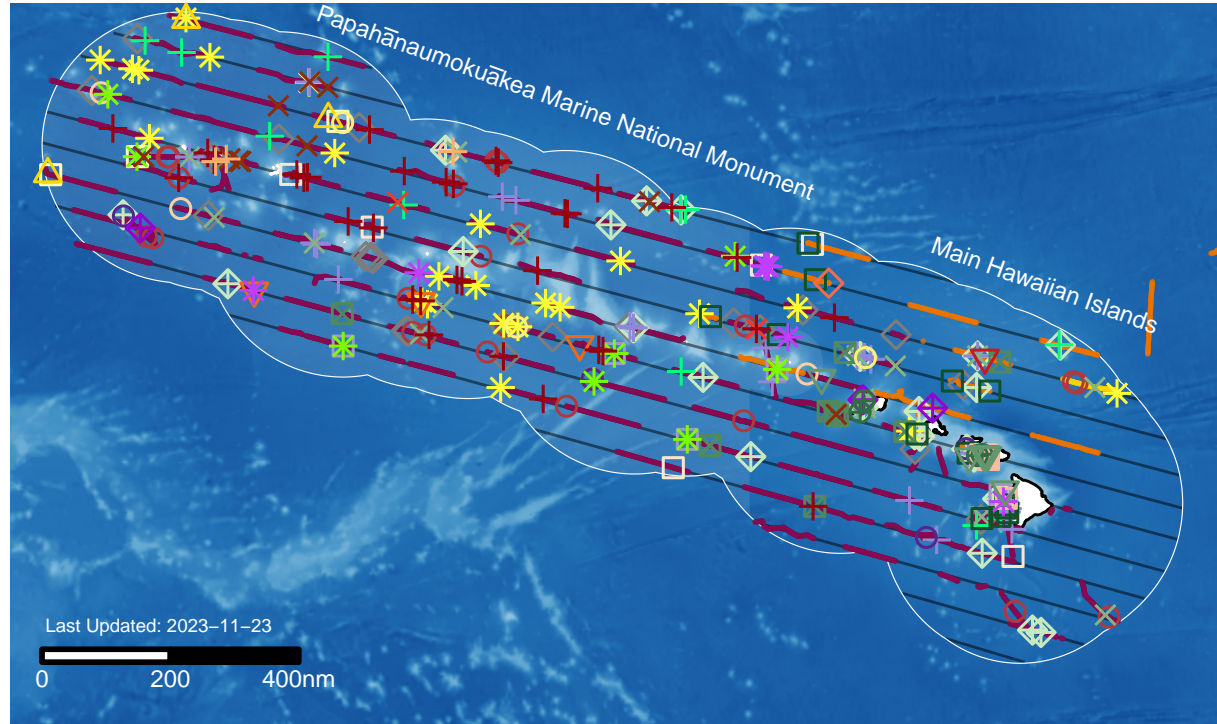 Papahānaumokuākea Marine National Monument
Main Hawaiian Islands
Last Updated: 2023−11−23
0 200 400nm